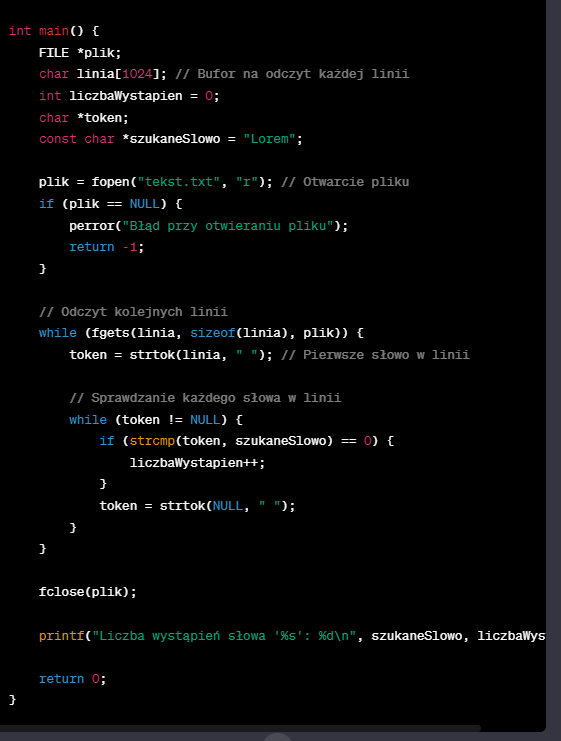 int main() {
FILE *plik;
char linia[1024]; // Bufor na odczyt każdej linii
int liczbaWystapien = 0;
char *token;
const char *szukaneSlowo = "Lorem";
plik = fopen("tekst.txt", "r"); // Otwarcie pliku
if (plik == NULL) {
perror("Błąd przy otwieraniu pliku");
return -1;
}
// Odczyt kolejnych linii
while (fgets(linia, sizeof(linia), plik)) {
token = strtok(linia, " "); // Pierwsze słowo w linii
// Sprawdzanie każdego słowa w linii
while (token != NULL) {
if (strcmp(token, szukaneSlowo) == 0) {
liczbaWystapien++;
}
token = strtok(NULL, " ");
}
}
fclose(plik);
printf("Liczba wystąpień słowa '%s': %d\n", szukaneSlowo, liczbaWys
return 0;
}